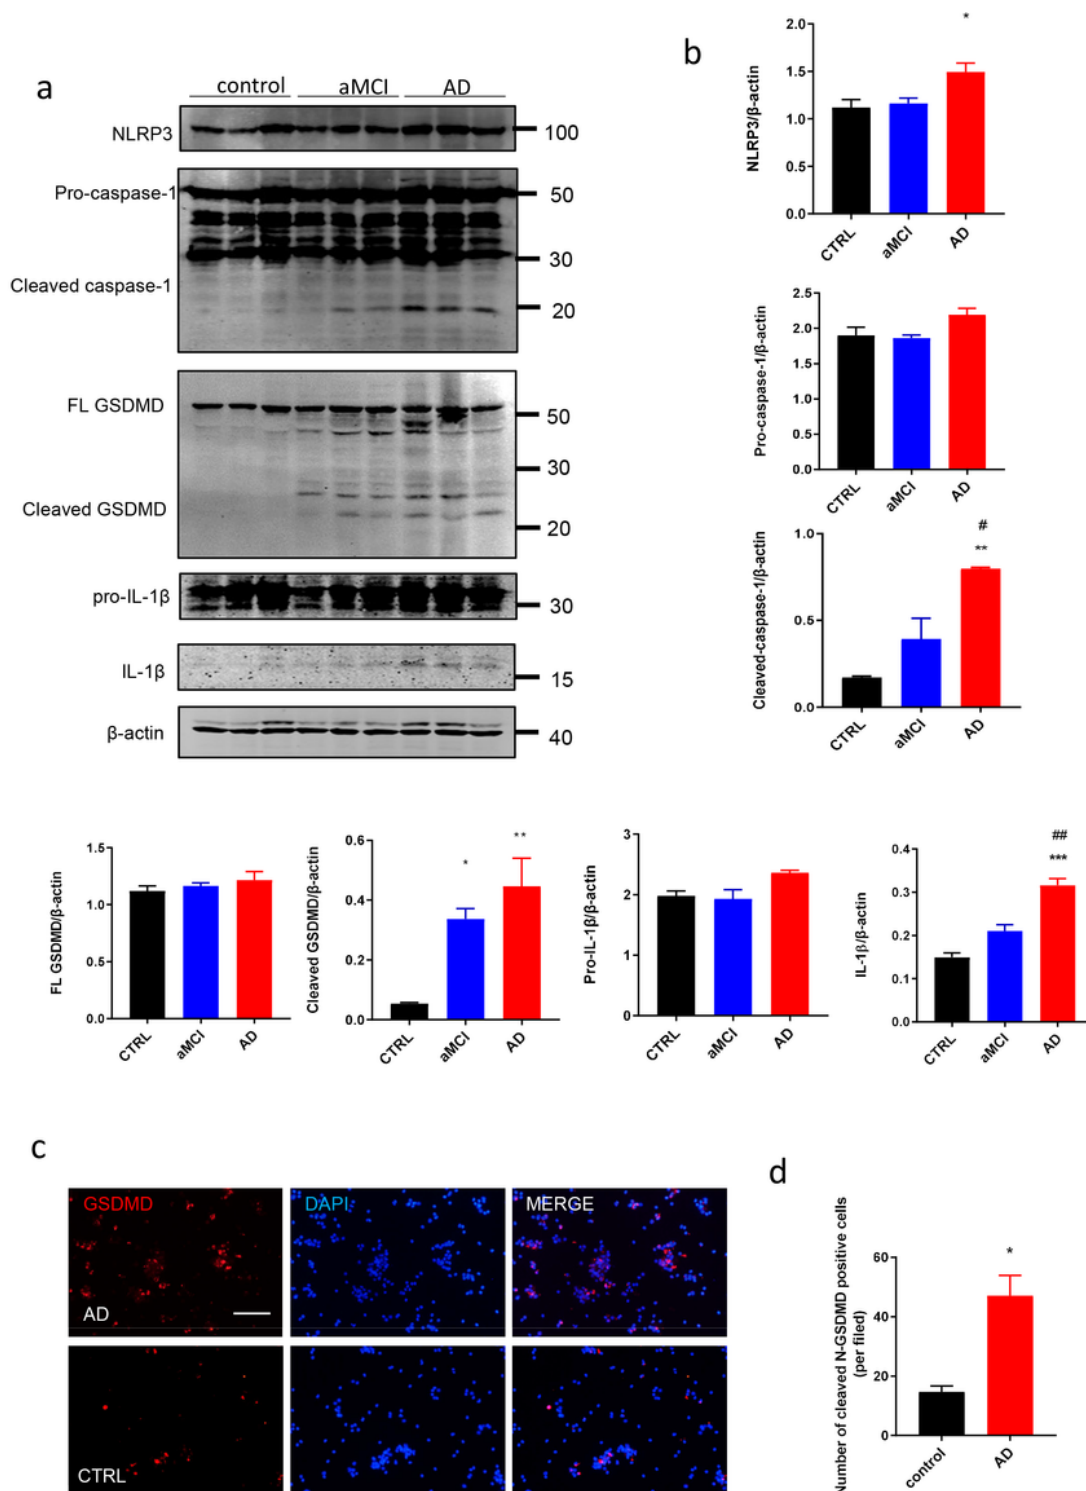 a
control aMCI AD
NLRP3
100
Pro-caspase-1
50
30
Cleaved caspase-1
20
FL GSDMD
50
30
Cleaved GSDMD
20
pro-IL-1β
30
IL-1β
15
β-actin
40
b
NLRP3/β-actin
2.0
1.5
1.0
0.5
0.0
*
CTRL
aMCI
AD
Pro-caspase-1/β-actin
2.5
2.0
1.5
1.0
0.5
0.0
CTRL
aMCI
AD
Cleaved-caspase-1/β-actin
1.0
0.5
0.0
#
**
CTRL
aMCI
AD
FL GSDMD/β-actin
1.5
1.0
0.5
0.0
CTRL
aMCI
AD
Cleaved GSDMD/β-actin
0.6
0.4
0.2
0.0
*
**
CTRL
aMCI
AD
Pro-IL-1β/β-actin
3
2
1
0
CTRL
aMCI
AD
IL-1β/β-actin
0.4
0.3
0.2
0.1
0.0
##
***
CTRL
aMCI
AD
c
GSDMD
DAPI
MERGE
AD
CTRL
d
Number of cleaved N-GSDMD positive cells
(per filed)
60
40
20
0
*
control
AD